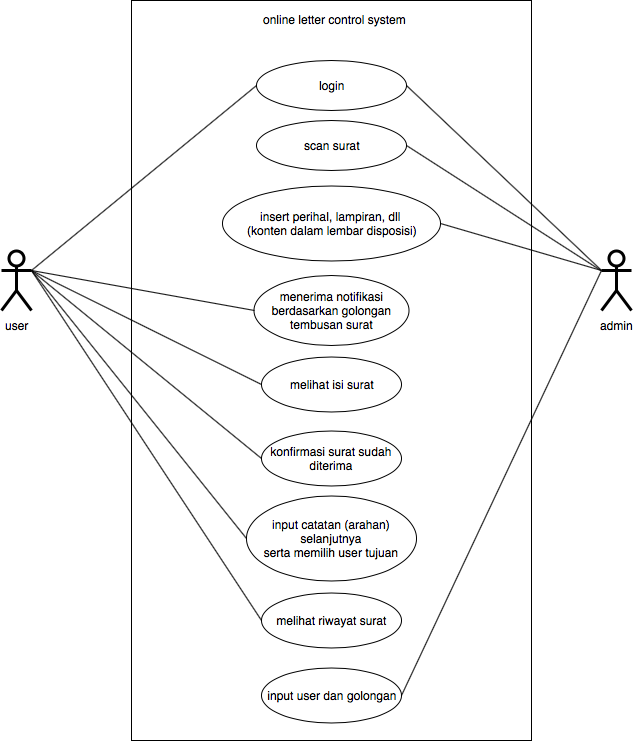 online letter control system
login
scan surat
insert perihal, lampiran, dll
(konten dalam lembar disposisi)
menerima notifikasi
berdasarkan golongan
tembusan surat
user
admin
melihat isi surat
konfirmasi surat sudah
diterima
input catatan (arahan)
selanjutnya
serta memilih user tujuan
melihat riwayat surat
input user dan golongan